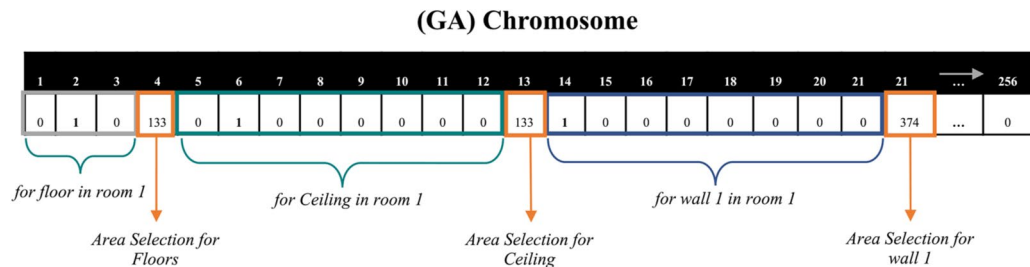 (GA) Chromosome
1 2 3 4 5 6 7 8 9 10 11 12 13 14 15 16 17 18 19 20 21 21 ... 256
0 1 0 133 0 1 0 0 0 0 0 0 133 1 0 0 0 0 0 0 0 374 ... 0
for floor in room 1
for Ceiling in room 1
for wall 1 in room 1
Area Selection for
Floors
Area Selection for
Ceiling
Area Selection for
wall 1